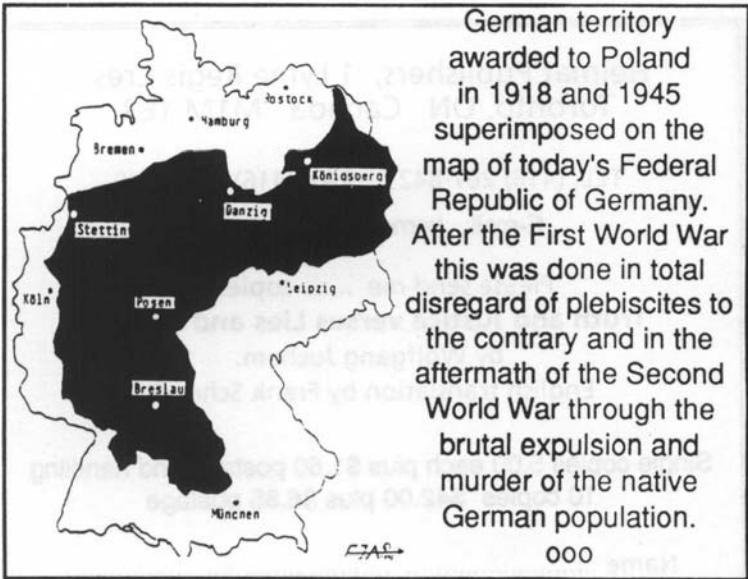 German territory
awarded to Poland
in 1918 and 1945
superimposed on the
map of today's Federal
Republic of Germany.
After the First World War
this was done in total
disregard of plebiscites to
the contrary and in the
aftermath of the Second
World War through the
brutal expulsion and
murder of the native
German population.
ooo
Rostock
Hamburg
Bremen
Königsberg
Danzig
Stettin
Leipzig
Köln
Posen
Breslau
München